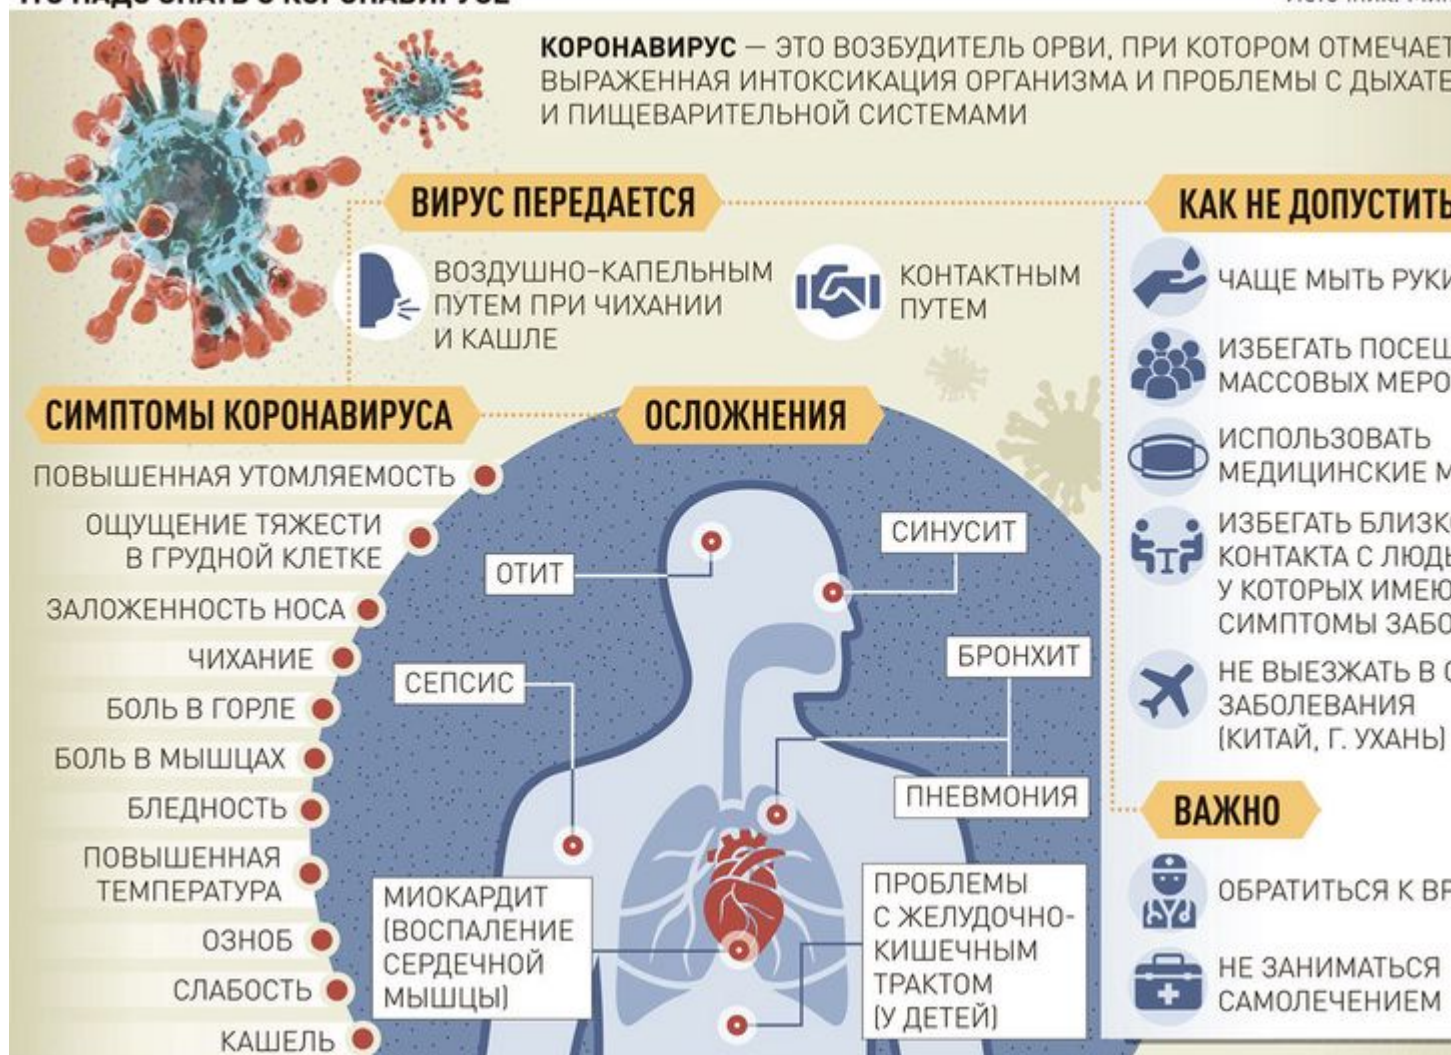 ЧТО НАДО ЗНАТЬ О КОРОНАВИРУСЕ
КОРОНАВИРУС — ЭТО ВОЗБУДИТЕЛЬ ОРВИ, ПРИ КОТОРОМ ОТМЕЧАЕТ
ВЫРАЖЕННАЯ ИНТОКСИКАЦИЯ ОРГАНИЗМА И ПРОБЛЕМЫ С ДЫХАТЕ
И ПИЩЕВАРИТЕЛЬНОЙ СИСТЕМАМИ
ВИРУС ПЕРЕДАЕТСЯ
ВОЗДУШНО-КАПЕЛЬНЫМ
ПУТЕМ ПРИ ЧИХАНИИ
И КАШЛЕ
КОНТАКТНЫМ
ПУТЕМ
СИМПТОМЫ КОРОНАВИРУСА
ПОВЫШЕННАЯ УТОМЛЯЕМОСТЬ
ОЩУЩЕНИЕ ТЯЖЕСТИ
В ГРУДНОЙ КЛЕТКЕ
ЗАЛОЖЕННОСТЬ НОСА
ЧИХАНИЕ
БОЛЬ В ГОРЛЕ
БОЛЬ В МЫШЦАХ
БЛЕДНОСТЬ
ПОВЫШЕННАЯ
ТЕМПЕРАТУРА
ОЗНОБ
СЛАБОСТЬ
КАШЕЛЬ
ОСЛОЖНЕНИЯ
ОТИТ
СИНУСИТ
СЕПСИС
БРОНХИТ
ПНЕВМОНИЯ
МИОКАРДИТ
(ВОСПАЛЕНИЕ
СЕРДЕЧНОЙ
МЫШЦЫ)
ПРОБЛЕМЫ
С ЖЕЛУДОЧНО-
КИШЕЧНЫМ
ТРАКТОМ
(У ДЕТЕЙ)
КАК НЕ ДОПУСТИТЬ
ЧАЩЕ МЫТЬ РУКИ
ИЗБЕГАТЬ ПОСЕЩ
МАССОВЫХ МЕРО
ИСПОЛЬЗОВАТЬ
МЕДИЦИНСКИЕ М
ИЗБЕГАТЬ БЛИЗК
КОНТАКТА С ЛЮДЬ
У КОТОРЫХ ИМЕЮ
СИМПТОМЫ ЗАБО
НЕ ВЫЕЗЖАТЬ В О
ЗАБОЛЕВАНИЯ
(КИТАЙ, Г. УХАНЬ)
ВАЖНО
ОБРАТИТЬСЯ К ВР
НЕ ЗАНИМАТЬСЯ
САМОЛЕЧЕНИЕМ